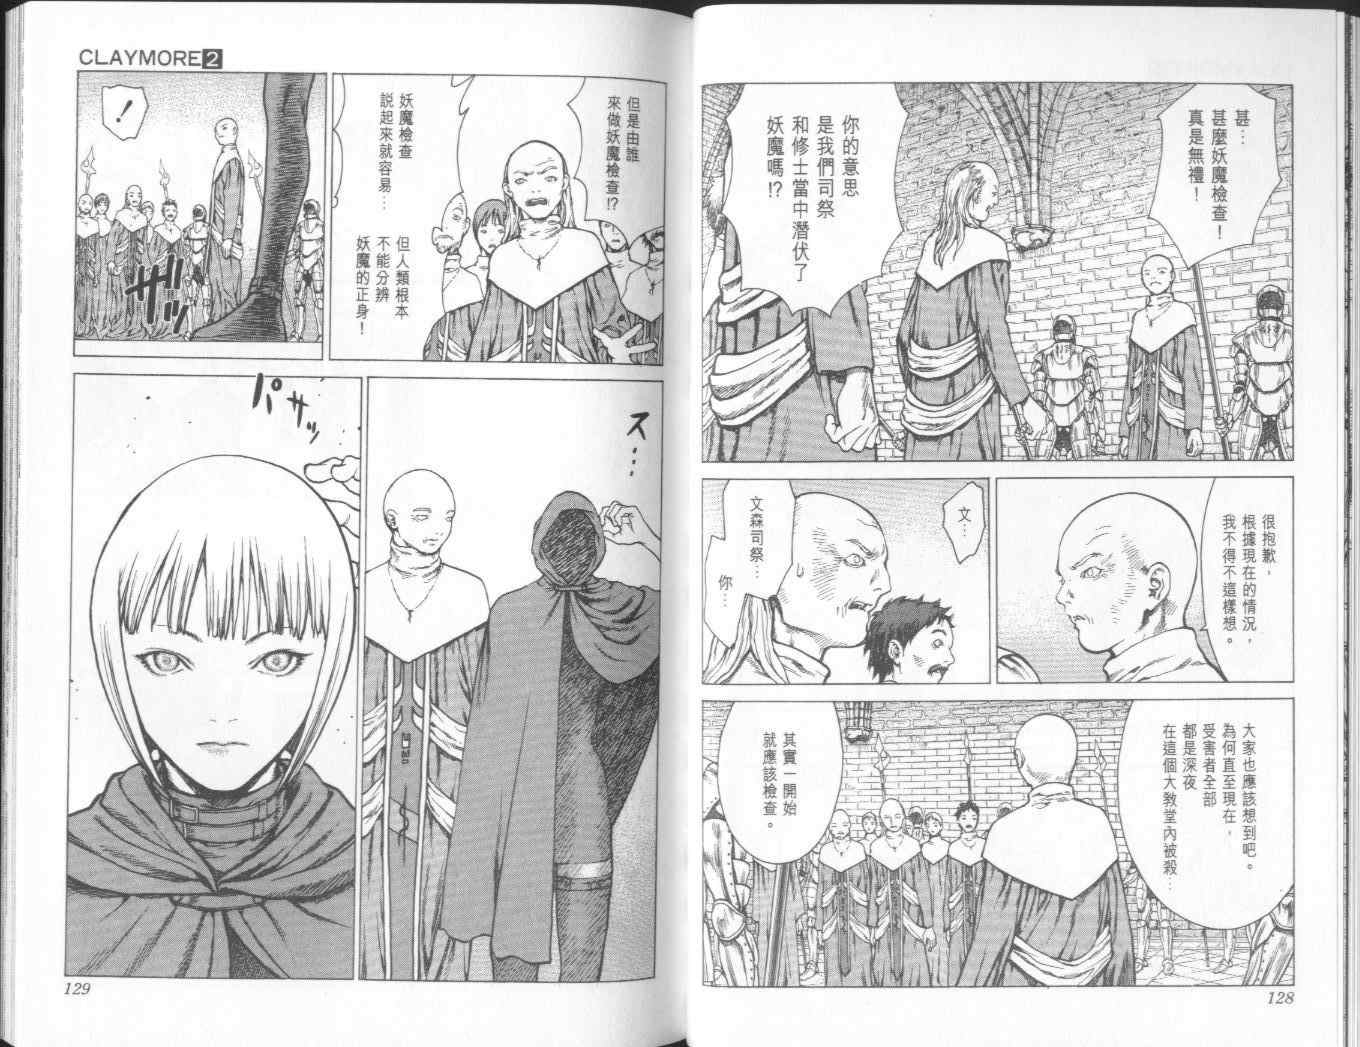 甚…
甚麼妖魔檢查！
真是無禮！
你的意思
是我們司祭
和修士當中潛伏了
妖魔嗎！？
很抱歉，
根據現在的情況，
我不得不這樣想。
文…
文森司祭…
你…
大家也應該想到吧。
為何直至現在，
受害者全部
都是深夜
在這個大教堂內被殺…
其實一開始
就應該檢查。
128
CLAYMORE 2
但是由誰
來做妖魔檢查！？
妖魔檢查
説起來就容易…
但人類根本
不能分辨
妖魔的正身！
！
ザッ
ス…
パサッ
129